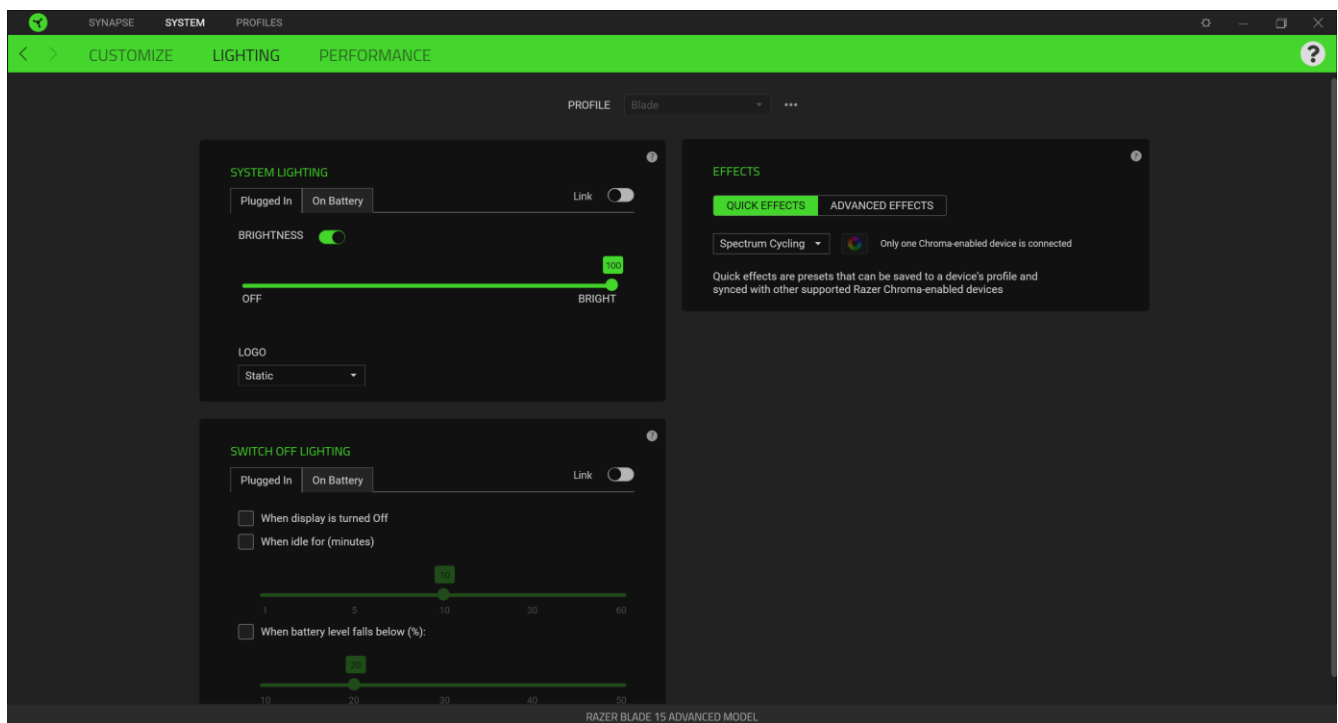 SYNAPSE SYSTEM PROFILES
CUSTOMIZE LIGHTING PERFORMANCE ?
PROFILE Blade
SYSTEM LIGHTING
Plugged In On Battery Link
BRIGHTNESS
100
OFF BRIGHT
LOGO
Static
EFFECTS
QUICK EFFECTS ADVANCED EFFECTS
Spectrum Cycling Only one Chroma-enabled device is connected
Quick effects are presets that can be saved to a device's profile and
synced with other supported Razer Chroma-enabled devices
SWITCH OFF LIGHTING
Plugged In On Battery Link
When display is turned Off
When idle for (minutes)
10
1 5 10 30 60
When battery level falls below (%):
20
10 20 30 40 50
RAZER BLADE 15 ADVANCED MODEL